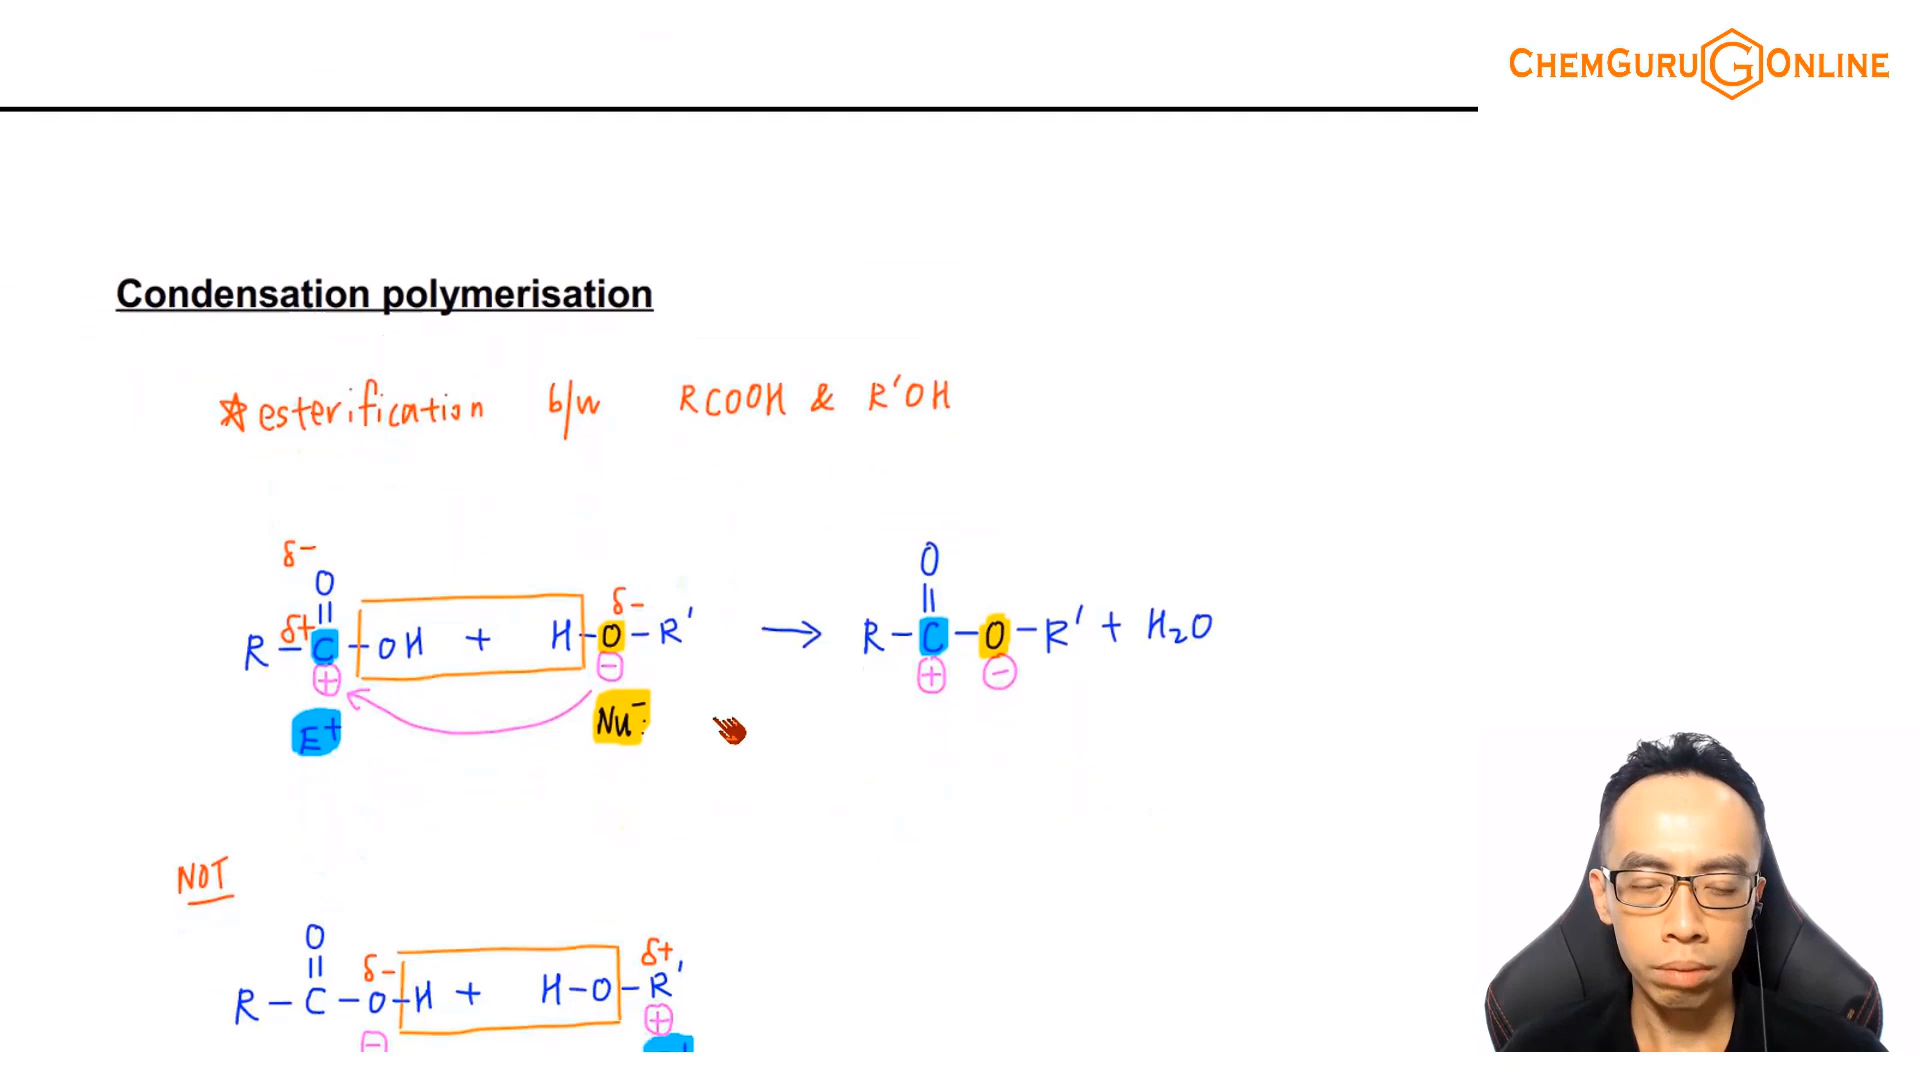 CHEMGURU G ONLINE
Condensation polymerisation
☆ esterification b/w RCOOH & R'OH
δ-
O
||
R - δ+ C - OH + H - O δ- - R' → R - C - O - R' + H₂O
⊕ ⊖ ⊕ ⊖
E⁺ Nu:⁻
O
||
NOT
O
||
R - C - O δ- - H + H - O - R' δ+
⊖ ⊕